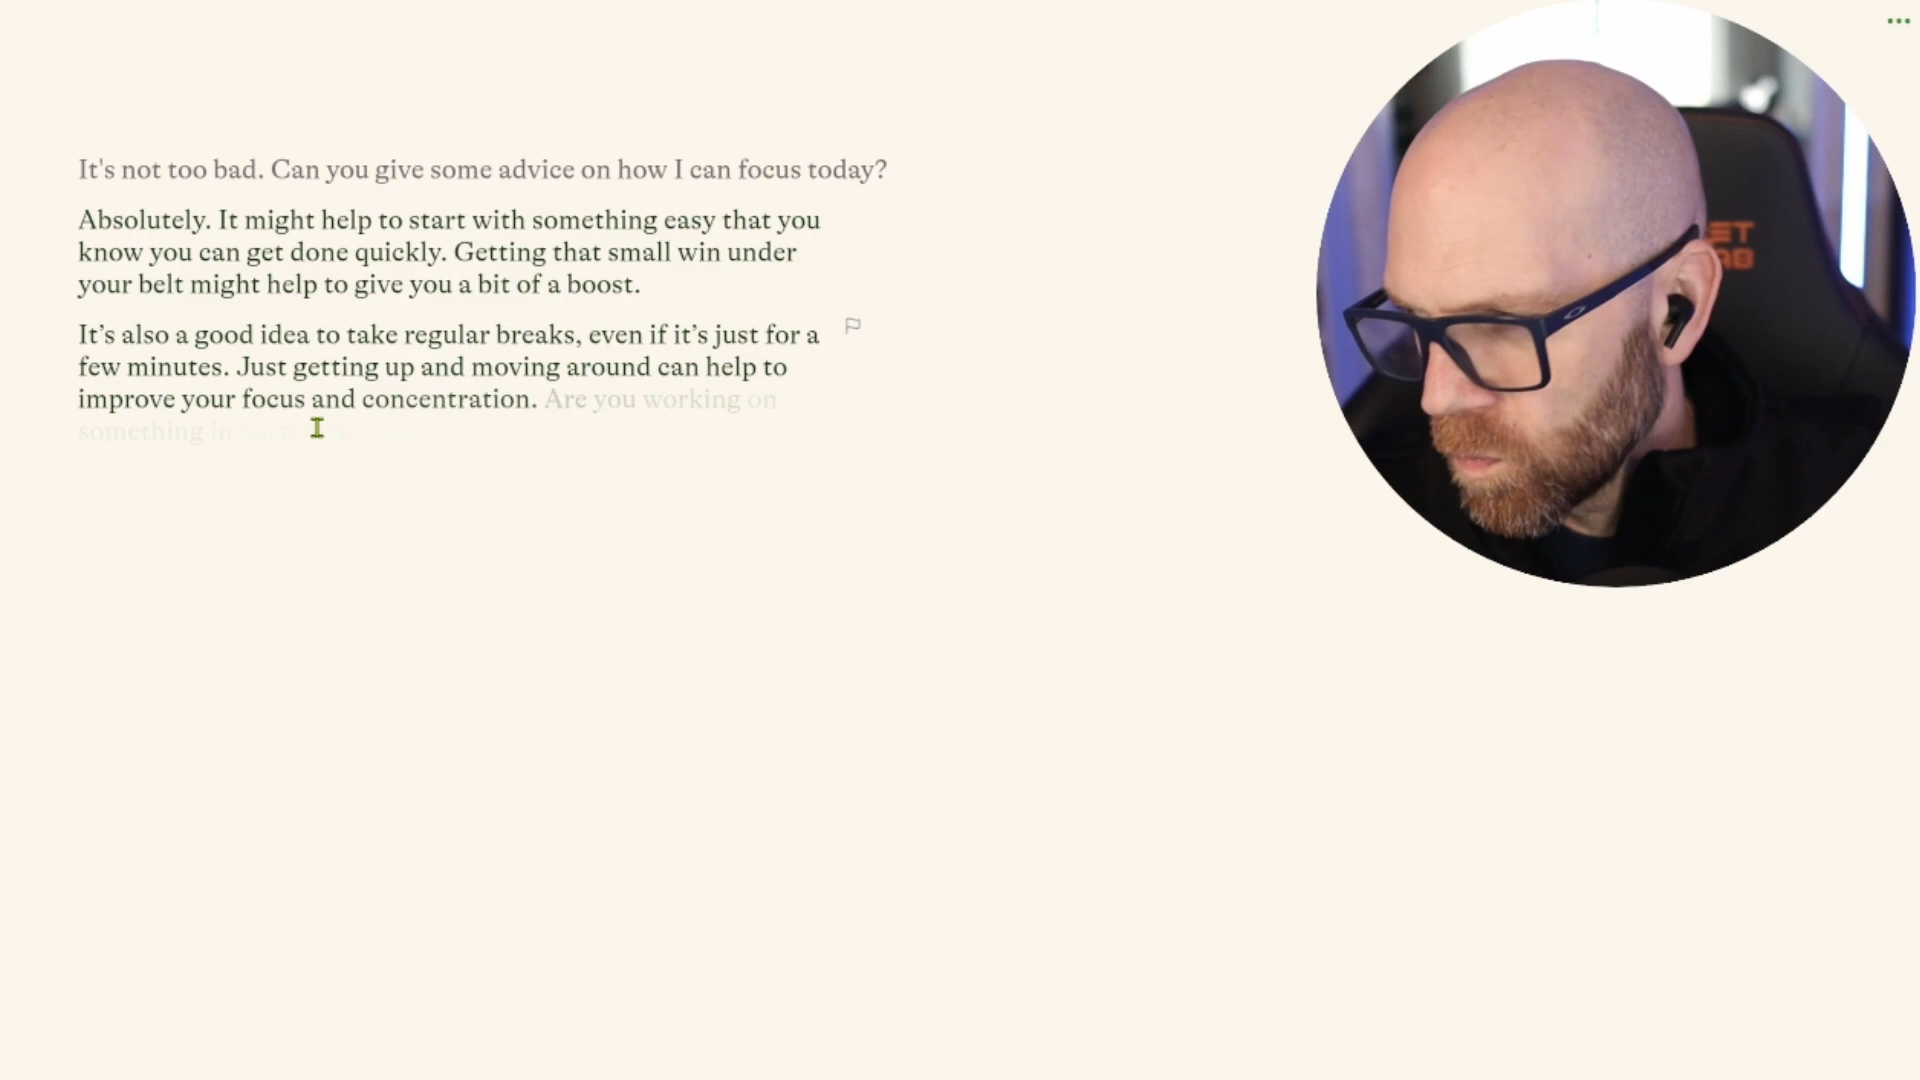 It's not too bad. Can you give some advice on how I can focus today?
Absolutely. It might help to start with something easy that you
know you can get done quickly. Getting that small win under
your belt might help to give you a bit of a boost.
It’s also a good idea to take regular breaks, even if it’s just for a
few minutes. Just getting up and moving around can help to
improve your focus and concentration. Are you working on
something in